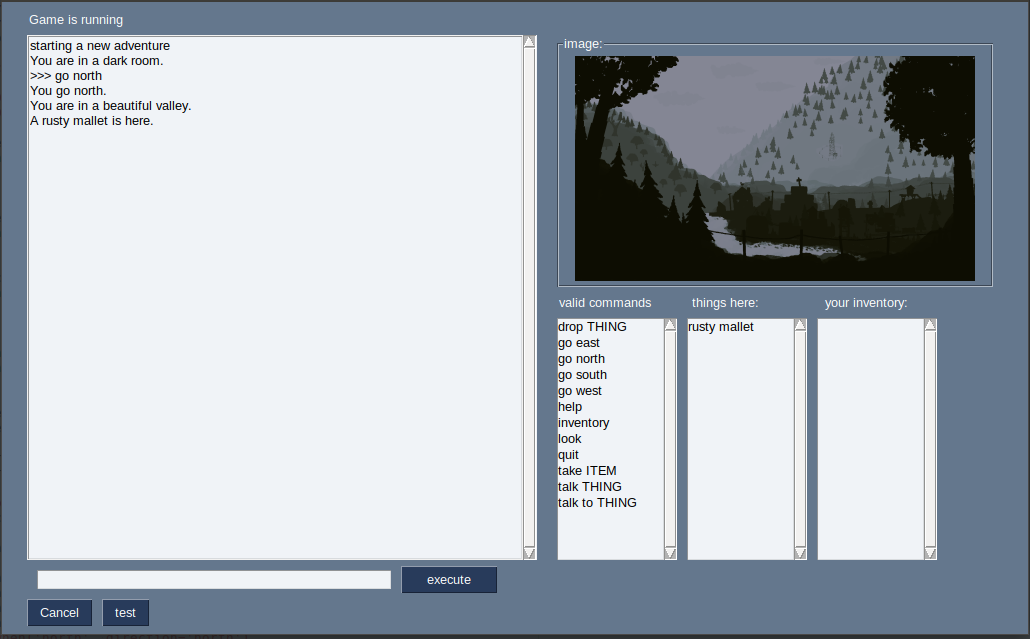 Game is running
starting a new adventure
You are in a dark room.
>>> go north
You go north.
You are in a beautiful valley.
A rusty mallet is here.
image:
valid commands
drop THING
go east
go north
go south
go west
help
inventory
look
quit
take ITEM
talk THING
talk to THING
things here:
rusty mallet
your inventory:
execute
Cancel
test